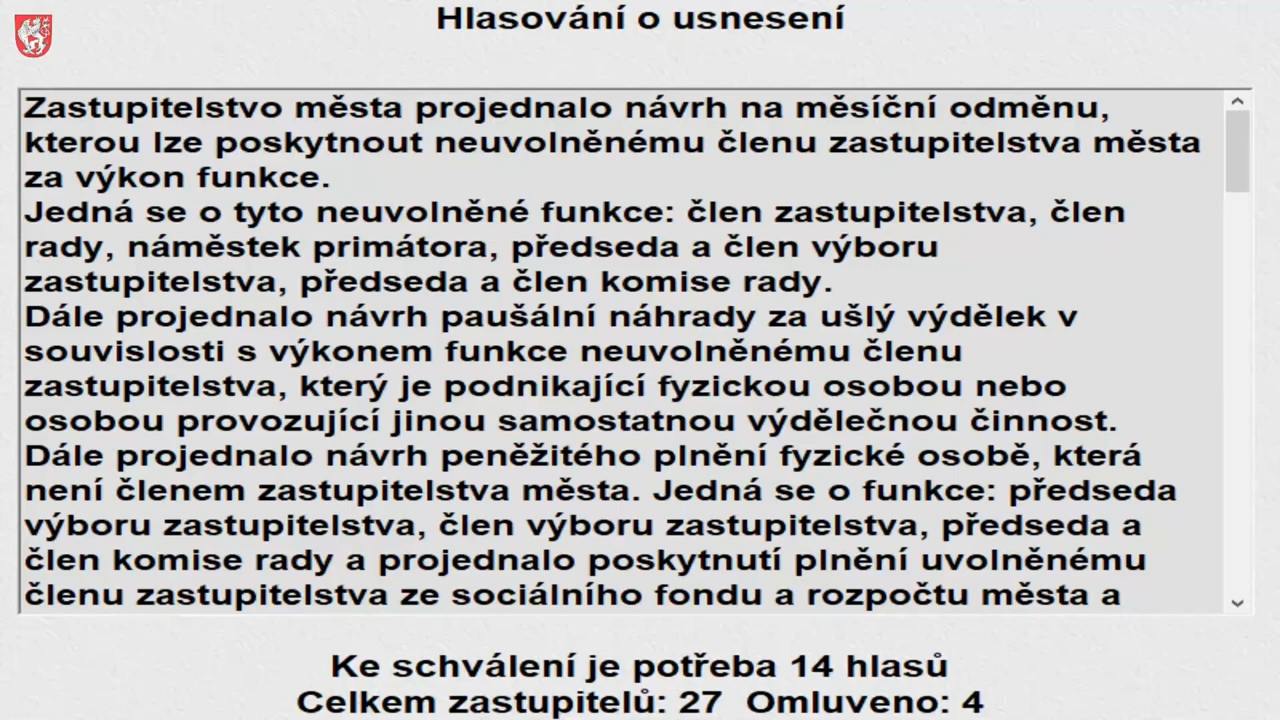 Hlasování o usnesení
Zastupitelstvo města projednalo návrh na měsíční odměnu,
kterou lze poskytnout neuvolněnému členu zastupitelstva města
za výkon funkce.
Jedná se o tyto neuvolněné funkce: člen zastupitelstva, člen
rady, náměstek primátora, předseda a člen výboru
zastupitelstva, předseda a člen komise rady.
Dále projednalo návrh paušální náhrady za ušlý výdělek v
souvislosti s výkonem funkce neuvolněnému členu
zastupitelstva, který je podnikající fyzickou osobou nebo
osobou provozující jinou samostatnou výdělečnou činnost.
Dále projednalo návrh peněžitého plnění fyzické osobě, která
není členem zastupitelstva města. Jedná se o funkce: předseda
výboru zastupitelstva, člen výboru zastupitelstva, předseda a
člen komise rady a projednalo poskytnutí plnění uvolněnému
členu zastupitelstva ze sociálního fondu a rozpočtu města a
Ke schválení je potřeba 14 hlasů
Celkem zastupitelů: 27 Omluveno: 4